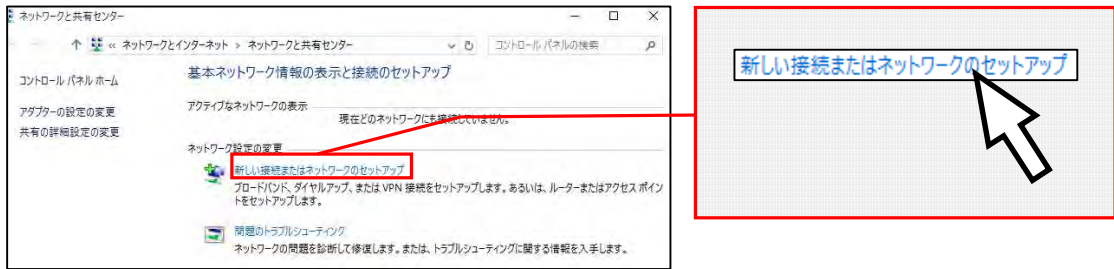 ネットワークと共有センター
↑ « ネットワークとインターネット › ネットワークと共有センター
コントロール パネルの検索
コントロール パネル ホーム
アダプターの設定の変更
共有の詳細設定の変更
基本ネットワーク情報の表示と接続のセットアップ
アクティブなネットワークの表示
現在どのネットワークにも接続していません。
ネットワーク設定の変更
新しい接続またはネットワークのセットアップ
ブロードバンド、ダイヤルアップ、または VPN 接続をセットアップします。あるいは、ルーターまたはアクセス ポイン
トをセットアップします。
問題のトラブルシューティング
ネットワークの問題を診断して修復します。または、トラブルシューティングに関する情報を入手します。
新しい接続またはネットワークのセットアップ